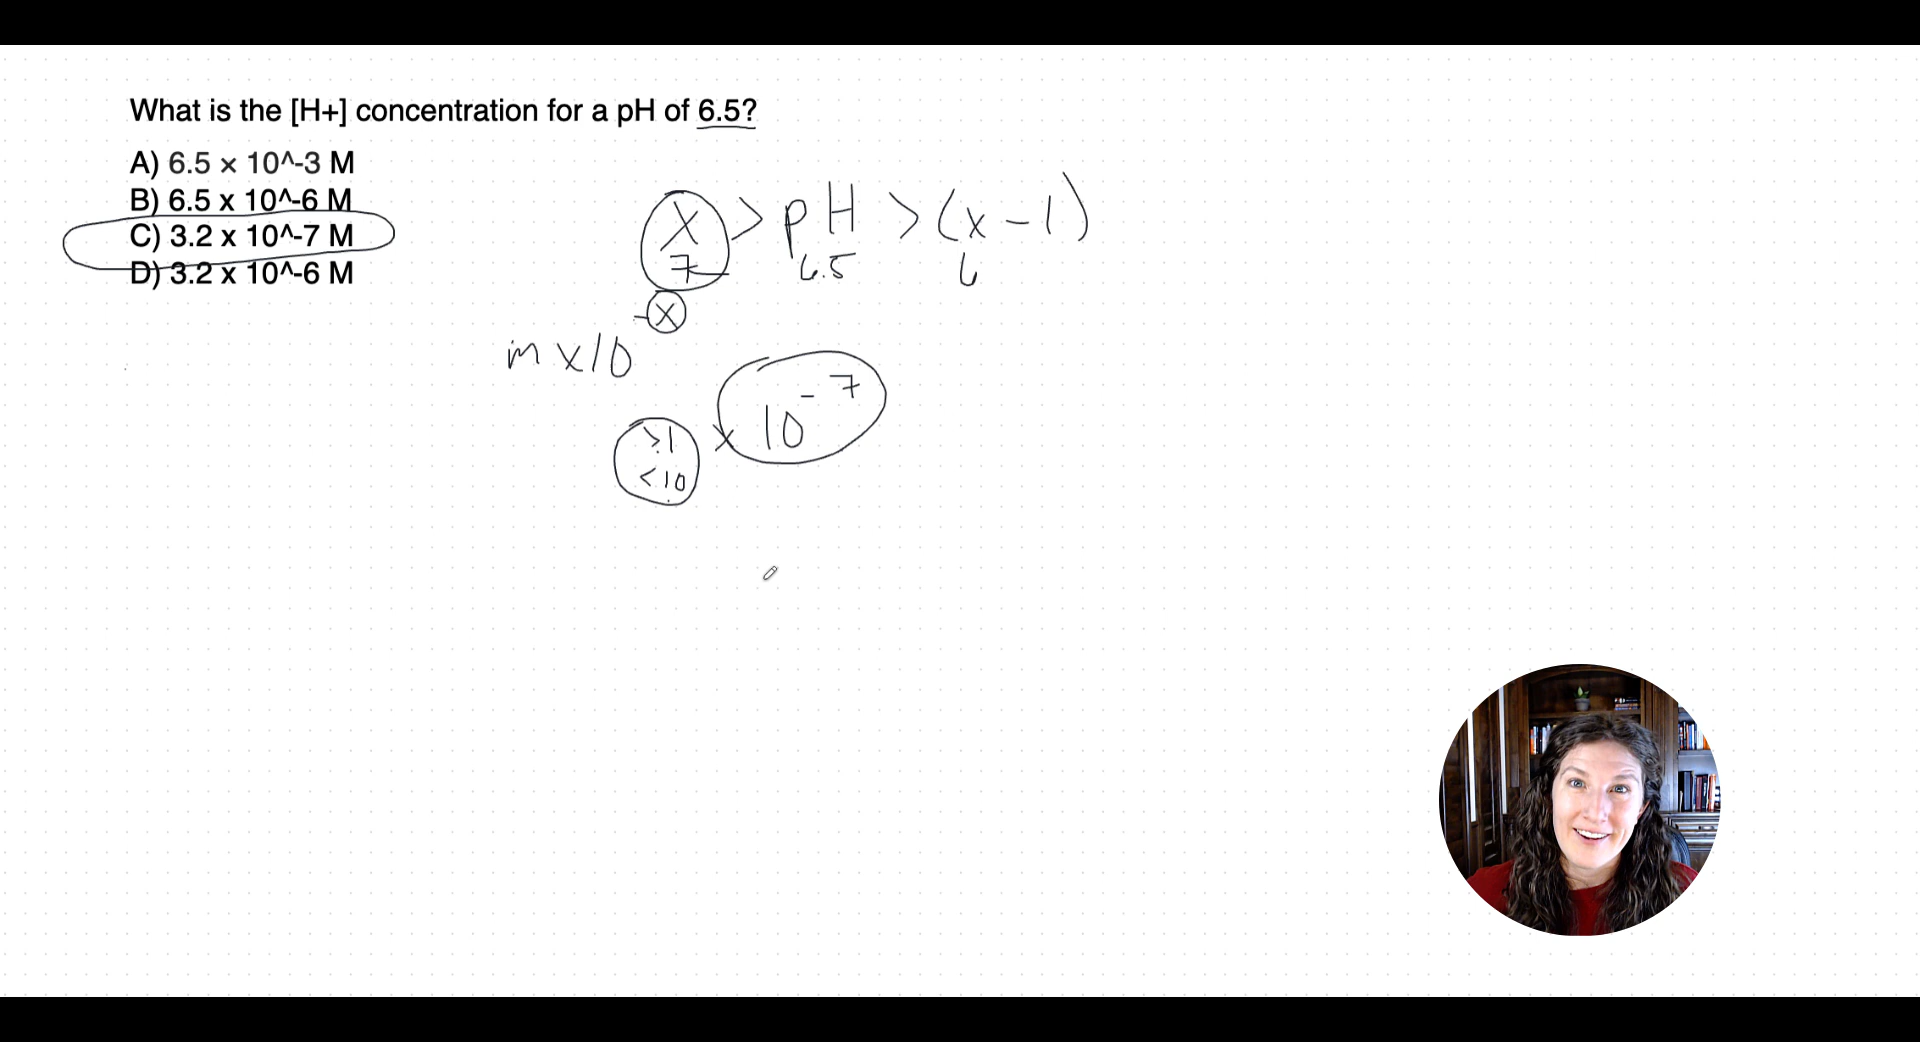 What is the [H+] concentration for a pH of 6.5?
A) 6.5 × 10^-3 M
B) 6.5 x 10^-6 M
C) 3.2 x 10^-7 M
D) 3.2 x 10^-6 M
x > pH > (x - 1)
7 6.5 6
m x 10 -x
>1 x 10 - 7
<10